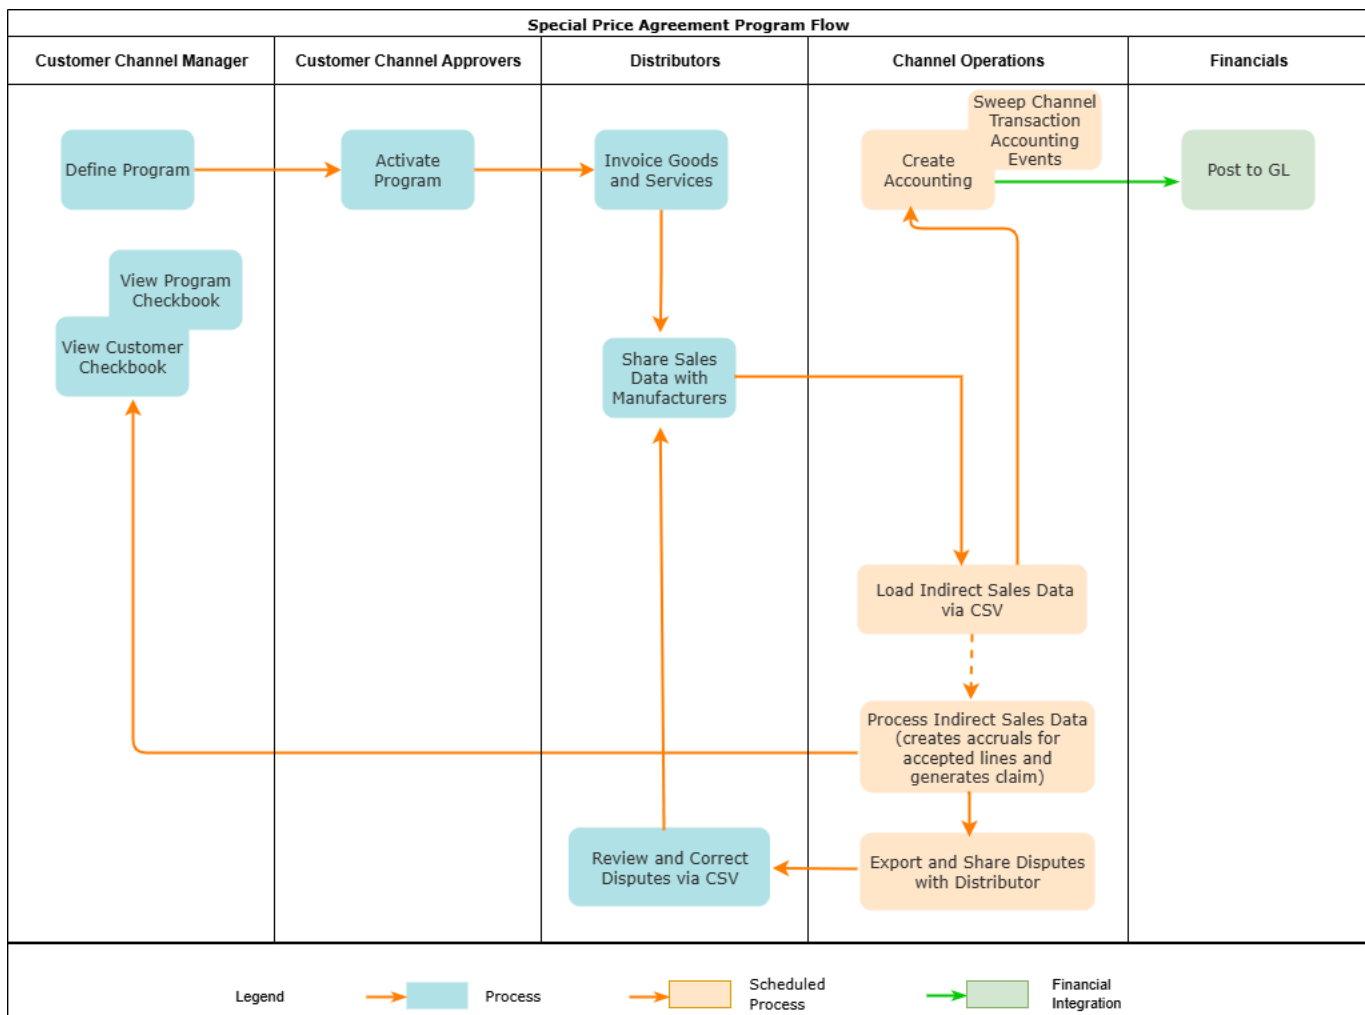 Special Price Agreement Program Flow
Customer Channel Manager
Customer Channel Approvers
Distributors
Channel Operations
Financials
Define Program
Activate
Program
Invoice Goods
and Services
Create
Accounting
Sweep Channel
Transaction
Accounting
Events
Post to GL
View Program
Checkbook
View Customer
Checkbook
Share Sales
Data with
Manufacturers
Load Indirect Sales Data
via CSV
Process Indirect Sales Data
(creates accruals for
accepted lines and
generates claim)
Review and Correct
Disputes via CSV
Export and Share Disputes
with Distributor
Legend
Process
Scheduled
Process
Financial
Integration